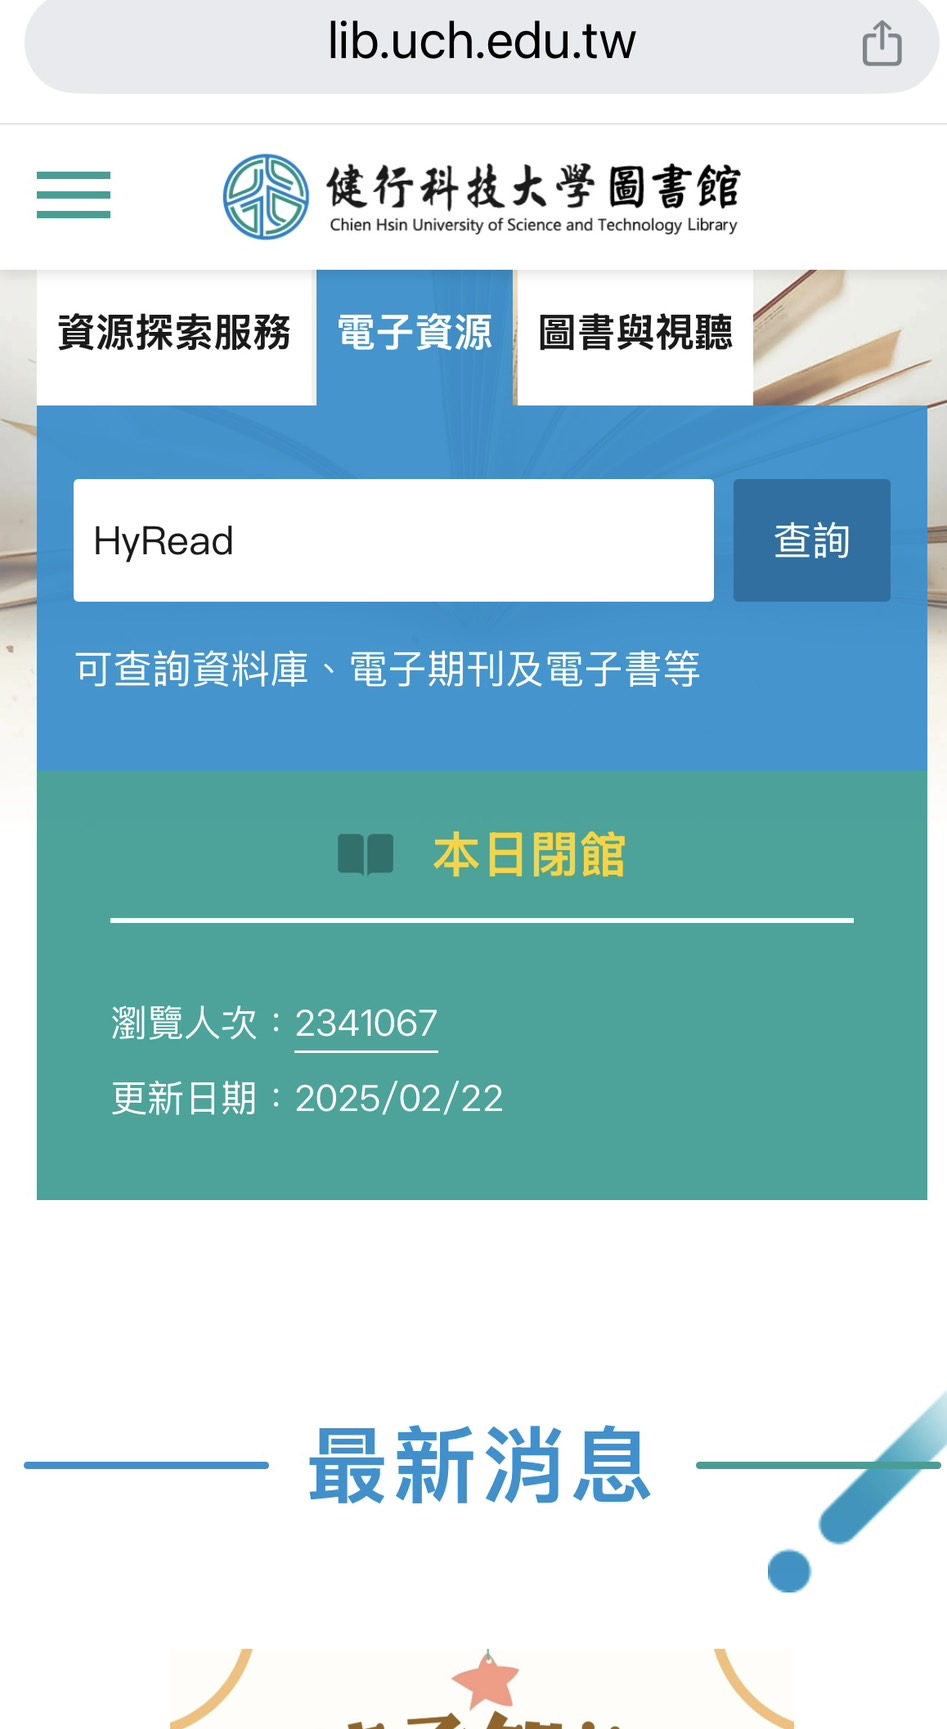 lib.uch.edu.tw
健行科技大學圖書館
Chien Hsin University of Science and Technology Library
資源探索服務 電子資源 圖書與視聽
HyRead 查詢
可查詢資料庫、電子期刊及電子書等
本日閉館
瀏覽人次：2341067
更新日期：2025/02/22
最新消息